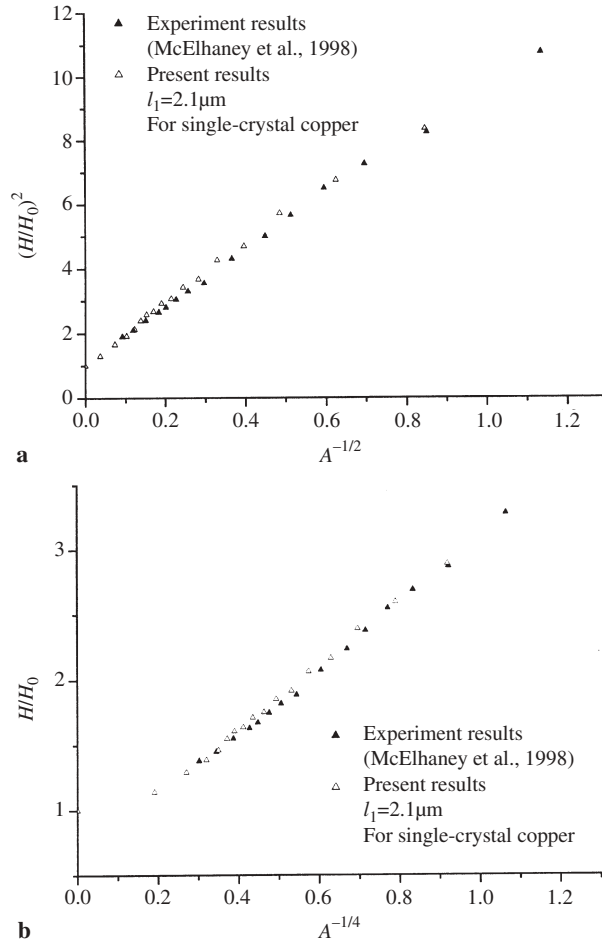 12
10
8
6
4
2
0
(H/H₀)²
▲ Experiment results
(McElhaney et al., 1998)
△ Present results
l₁=2.1μm
For single-crystal copper
0.0 0.2 0.4 0.6 0.8 1.0 1.2
a
A⁻¹/²
3
2
1
H/H₀
▲ Experiment results
(McElhaney et al., 1998)
△ Present results
l₁=2.1μm
For single-crystal copper
0.0 0.2 0.4 0.6 0.8 1.0 1.2
b
A⁻¹/⁴